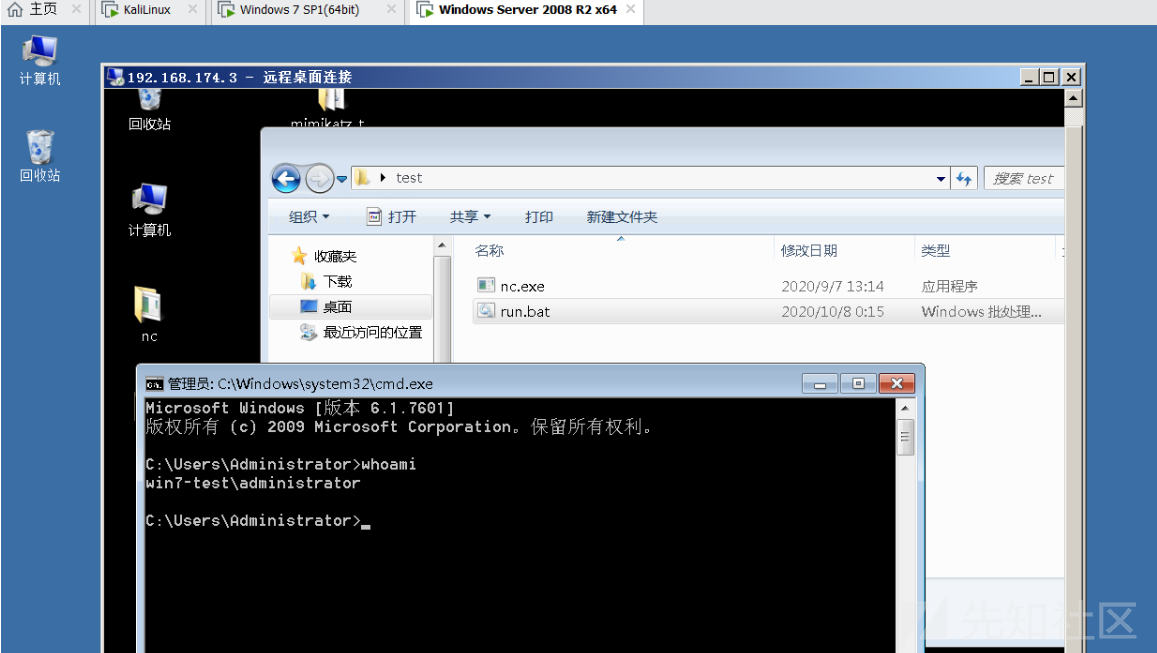 主页
KaliLinux
Windows 7 SP1(64bit)
Windows Server 2008 R2 x64
计算机
回收站
192.168.174.3 - 远程桌面连接
回收站
mimikatz_t
计算机
nc
test
搜索 test
组织
打开
共享
打印
新建文件夹
收藏夹
下载
桌面
最近访问的位置
名称
修改日期
类型
nc.exe
2020/9/7 13:14
应用程序
run.bat
2020/10/8 0:15
Windows 批处理...
管理员: C:\Windows\system32\cmd.exe
Microsoft Windows [版本 6.1.7601]
版权所有 (c) 2009 Microsoft Corporation。保留所有权利。
C:\Users\Administrator>whoami
win7-test\administrator
C:\Users\Administrator>_
先知社区